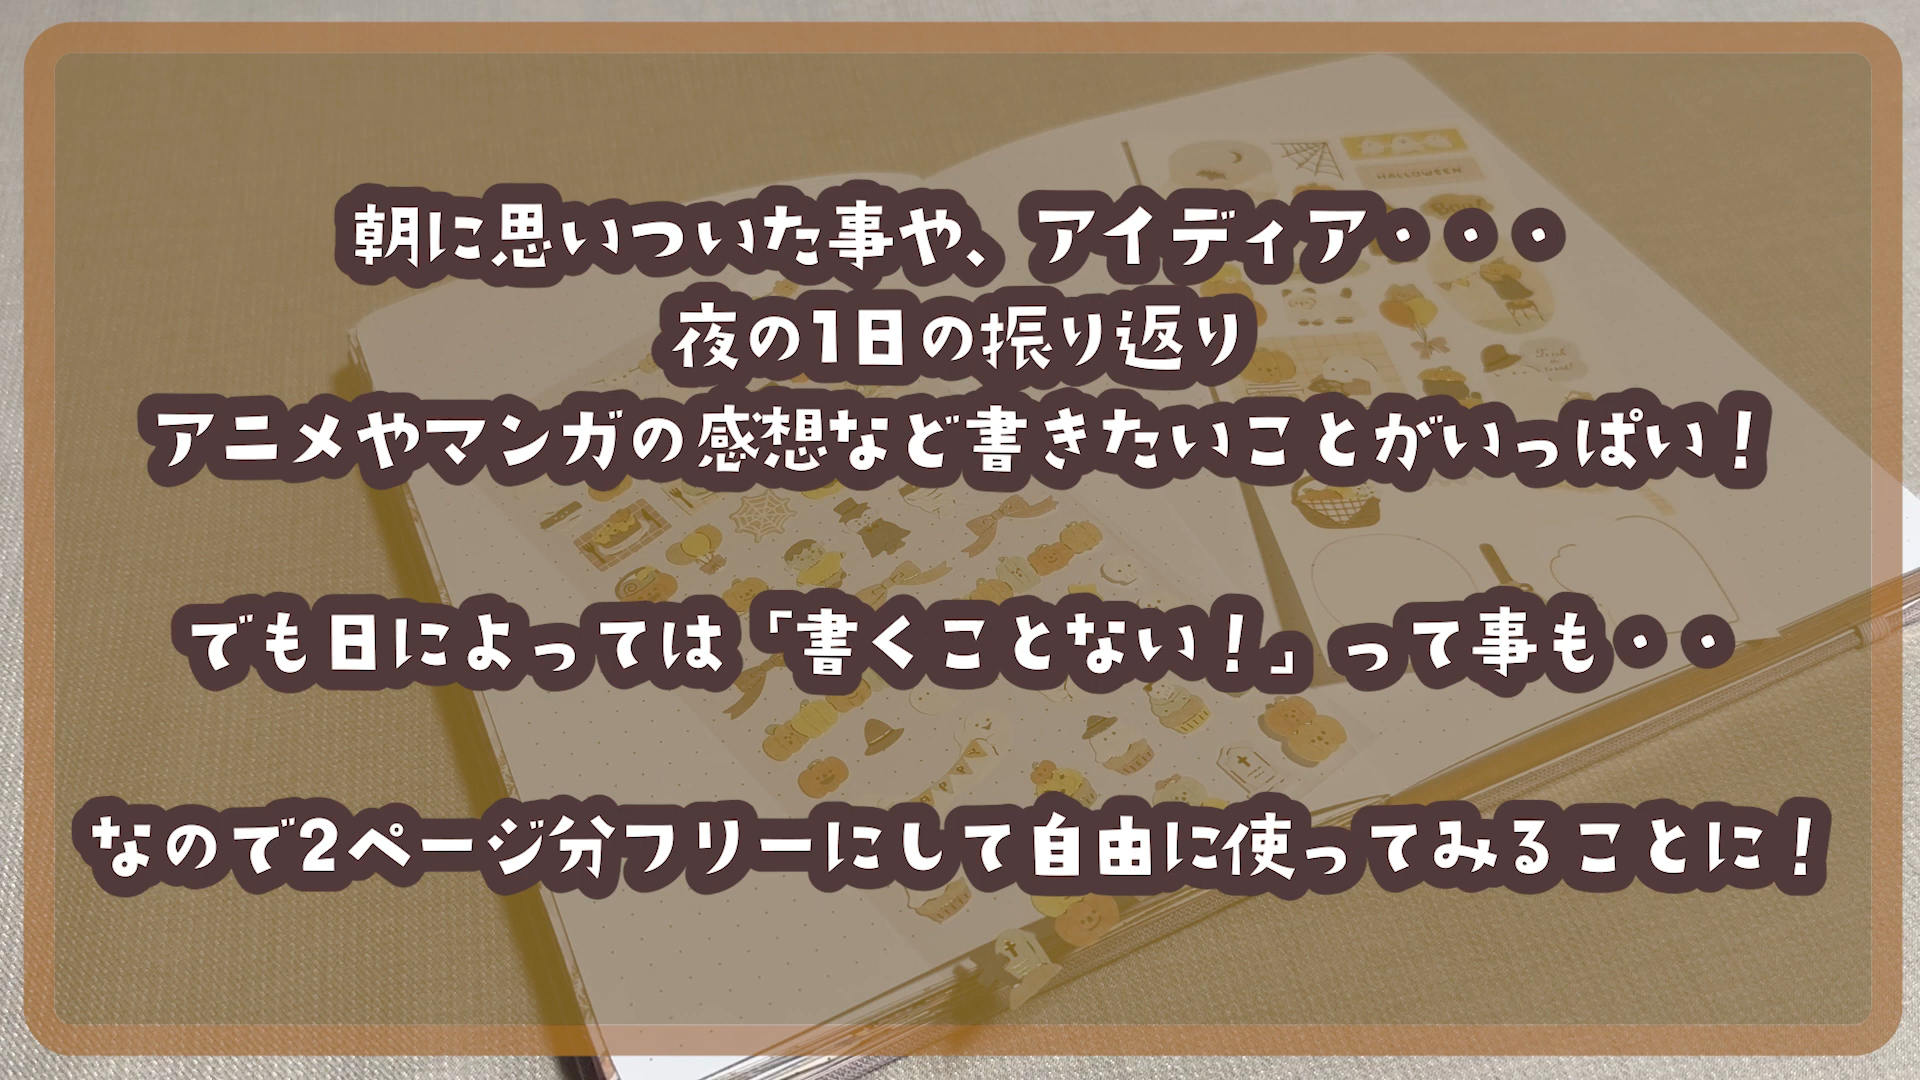 朝に思いついた事や、アイディア・・・
夜の1日の振り返り
アニメやマンガの感想など書きたいことがいっぱい！
でも日によっては「書くことない！」って事も・・
なので2ページ分フリーにして自由に使ってみることに！
HALLOWEEN